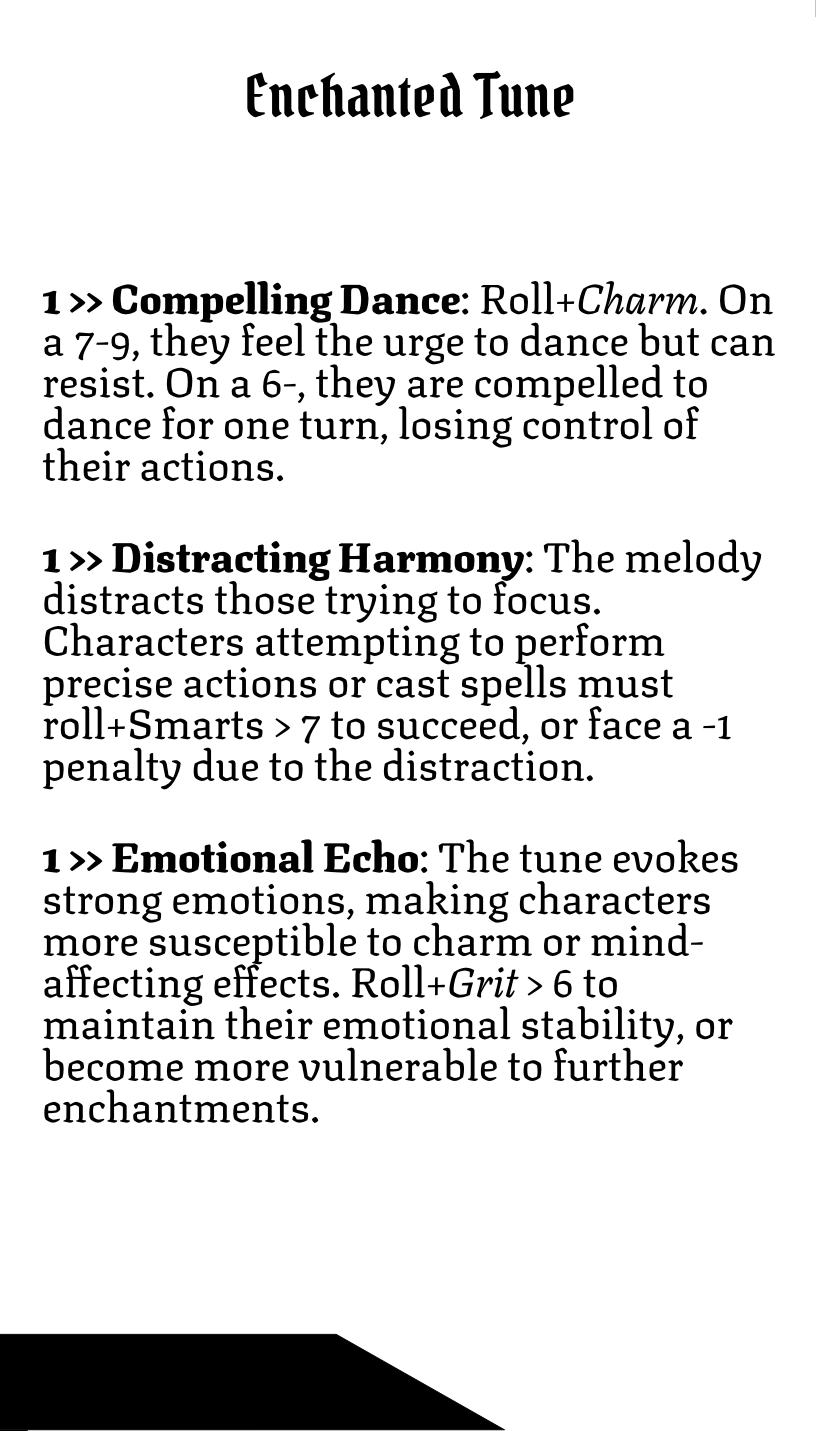 Enchanted Tune
1 >> Compelling Dance: Roll+Charm. On
a 7-9, they feel the urge to dance but can
resist. On a 6-, they are compelled to
dance for one turn, losing control of
their actions.
1 >> Distracting Harmony: The melody
distracts those trying to focus.
Characters attempting to perform
precise actions or cast spells must
roll+Smarts > 7 to succeed, or face a -1
penalty due to the distraction.
1 >> Emotional Echo: The tune evokes
strong emotions, making characters
more susceptible to charm or mind-
affecting effects. Roll+Grit > 6 to
maintain their emotional stability, or
become more vulnerable to further
enchantments.